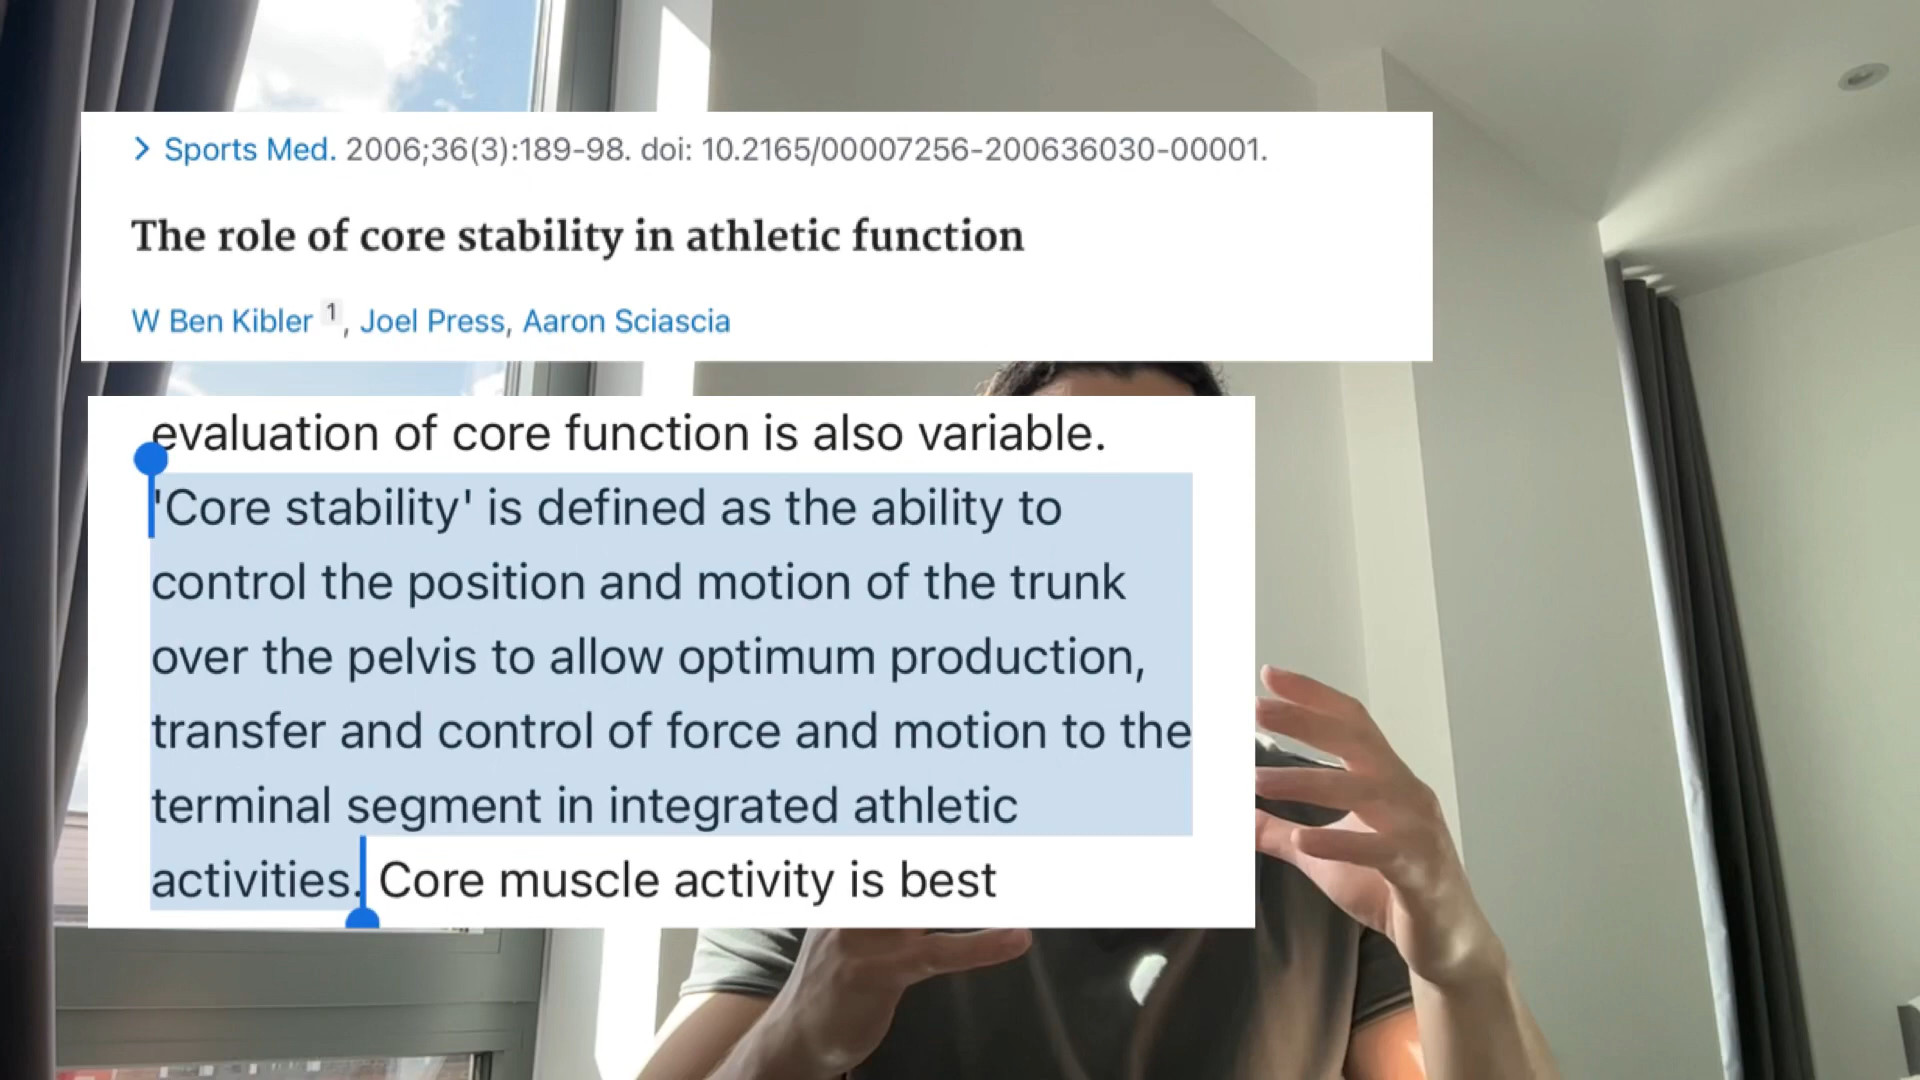 > Sports Med. 2006;36(3):189-98. doi: 10.2165/00007256-200636030-00001.
The role of core stability in athletic function
W Ben Kibler 1, Joel Press, Aaron Sciascia
evaluation of core function is also variable.
'Core stability' is defined as the ability to
control the position and motion of the trunk
over the pelvis to allow optimum production,
transfer and control of force and motion to the
terminal segment in integrated athletic
activities. Core muscle activity is best